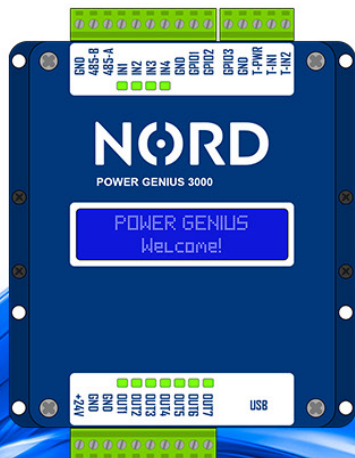 GND
485-B
485-A
IN1
IN2
IN3
IN4
GND
GPIO1
GPIO2
GPIO3
GND
T-PWR
T-IN1
T-IN2
NORD
POWER GENIUS 3000
POWER GENIUS
Welcome!
+24V
GND
GND
OUT1
OUT2
OUT3
OUT4
OUT5
OUT6
OUT7
USB